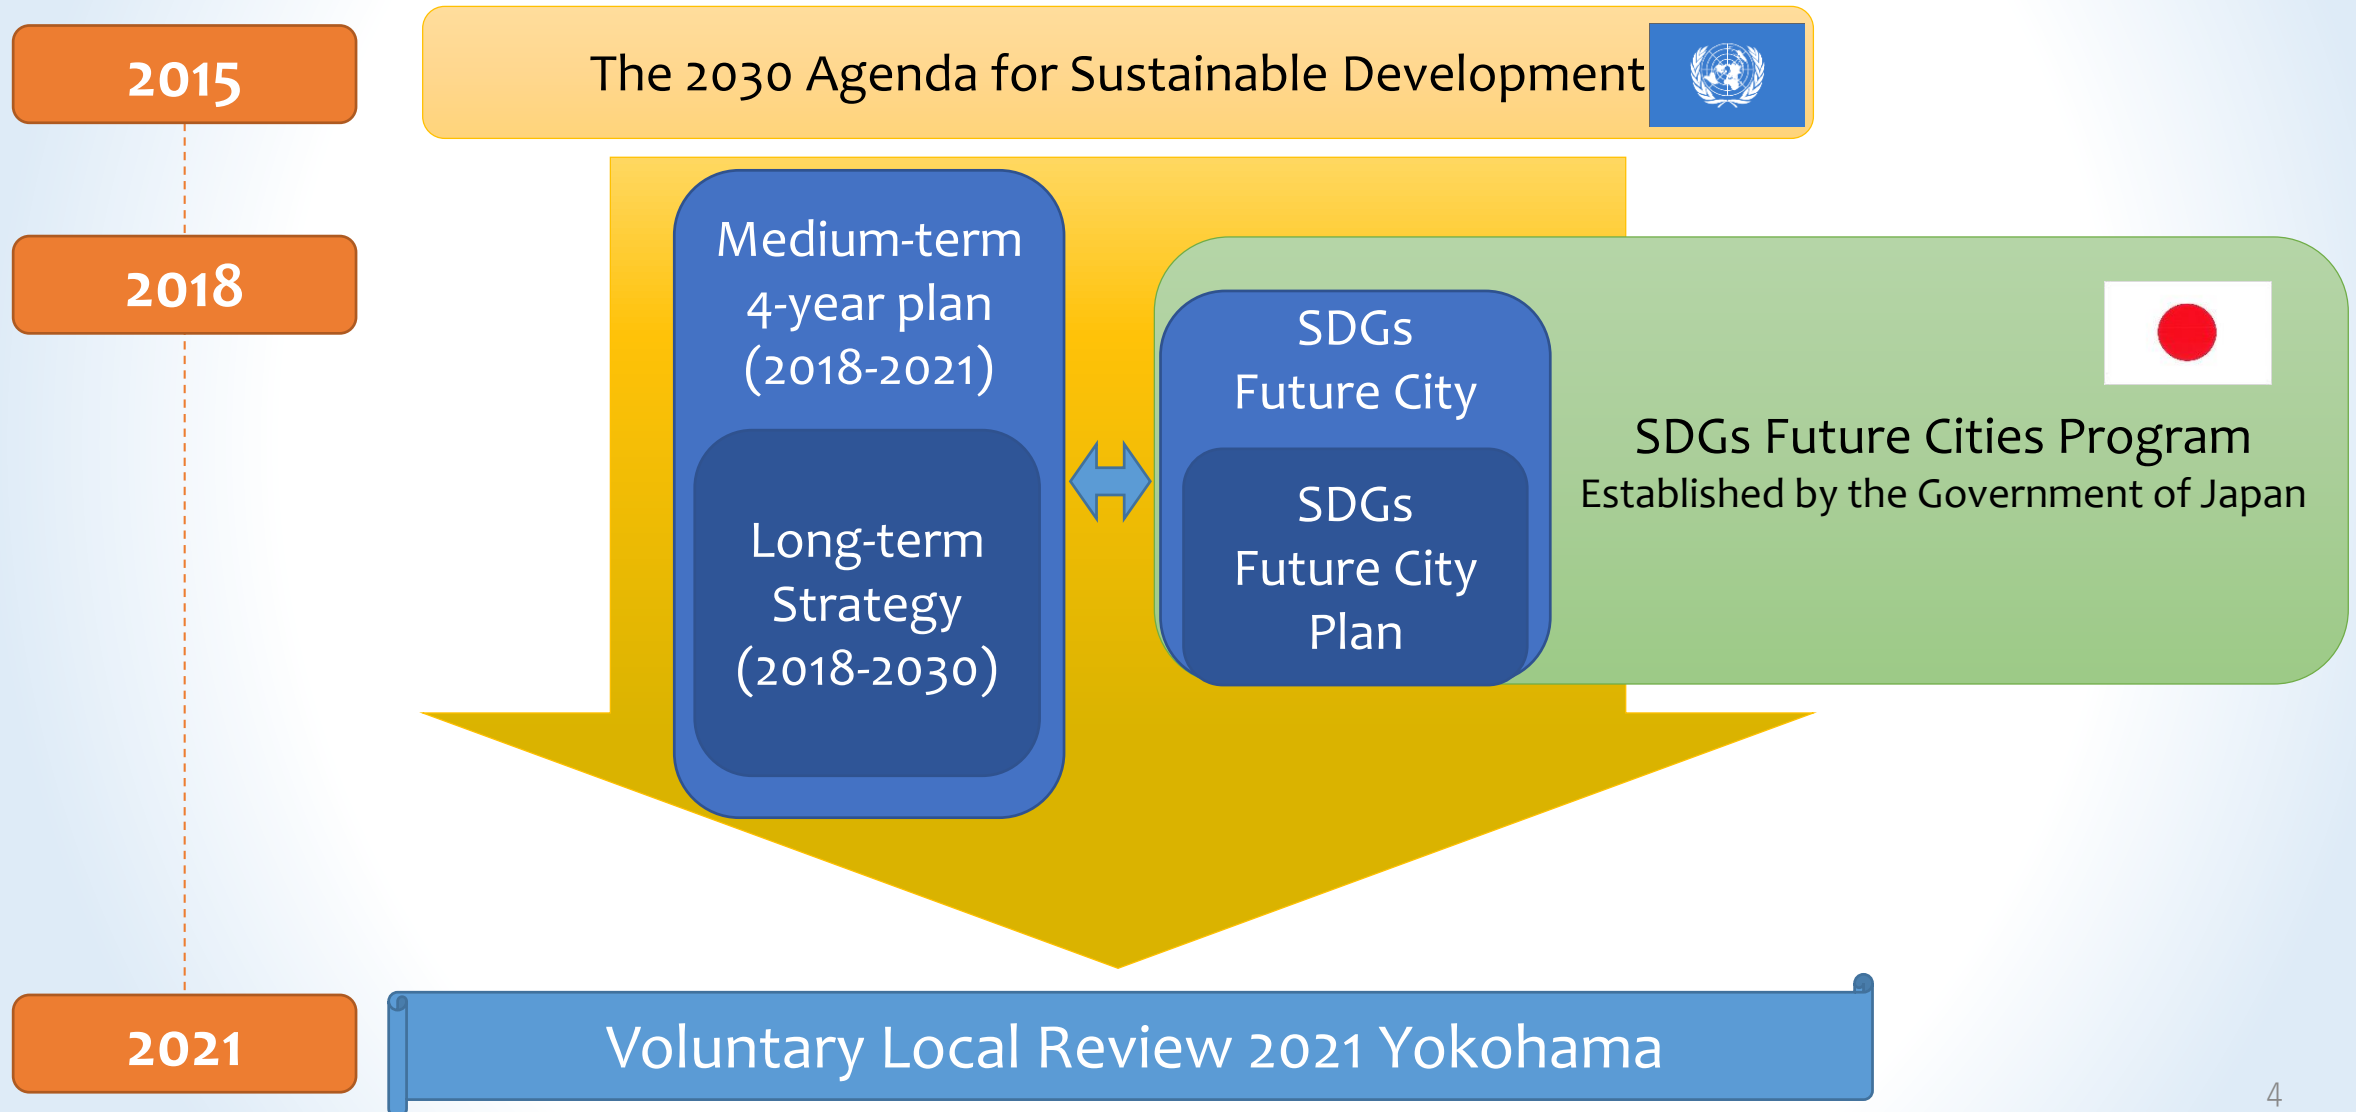 2015
The 2030 Agenda for Sustainable Development
2018
Medium-term
4-year plan
(2018-2021)
Long-term
Strategy
(2018-2030)
SDGs
Future City
SDGs
Future City
Plan
SDGs Future Cities Program
Established by the Government of Japan
2021
Voluntary Local Review 2021 Yokohama
4